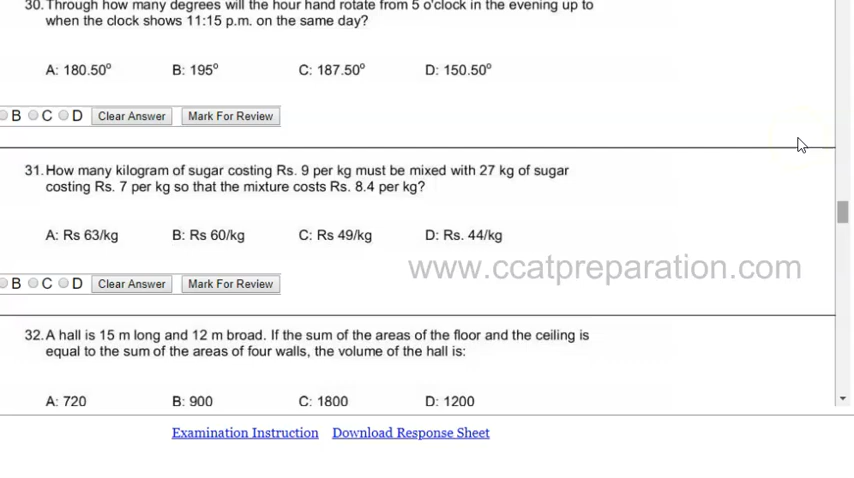 30. Through how many degrees will the hour hand rotate from 5 o'clock in the evening up to
when the clock shows 11:15 p.m. on the same day?
A: 180.50⁰ B: 195⁰ C: 187.50⁰ D: 150.50⁰
B C D Clear Answer Mark For Review
31. How many kilogram of sugar costing Rs. 9 per kg must be mixed with 27 kg of sugar
costing Rs. 7 per kg so that the mixture costs Rs. 8.4 per kg?
A: Rs 63/kg B: Rs 60/kg C: Rs 49/kg D: Rs. 44/kg
www.ccatpreparation.com
B C D Clear Answer Mark For Review
32. A hall is 15 m long and 12 m broad. If the sum of the areas of the floor and the ceiling is
equal to the sum of the areas of four walls, the volume of the hall is:
A: 720 B: 900 C: 1800 D: 1200
Examination Instruction Download Response Sheet